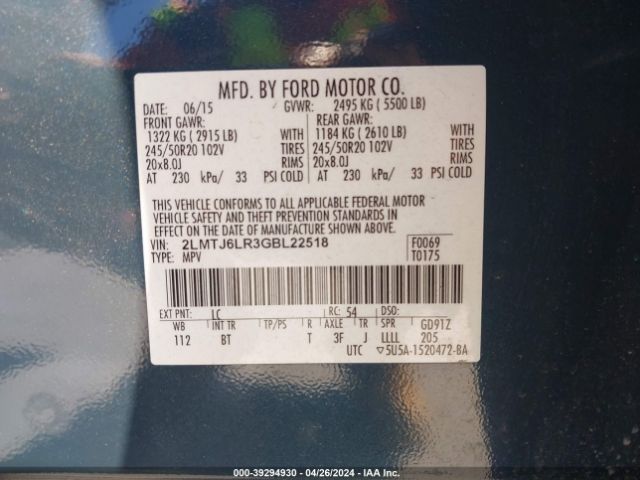 MFD. BY FORD MOTOR CO.
DATE: 06/15 GVWR: 2495 KG ( 5500 LB)
FRONT GAWR: REAR GAWR:
1322 KG ( 2915 LB) WITH 1184 KG ( 2610 LB) WITH
245/50R20 102V TIRES 245/50R20 102V TIRES
20x8.0J RIMS 20x8.0J RIMS
AT 230 kPa/ 33 PSI COLD AT 230 kPa/ 33 PSI COLD
THIS VEHICLE CONFORMS TO ALL APPLICABLE FEDERAL MOTOR
VEHICLE SAFETY AND THEFT PREVENTION STANDARDS IN
EFFECT ON THE DATE OF MANUFACTURE SHOWN ABOVE.
VIN: 2LMTJ6LR3GBL22518 F0069
TYPE: MPV T0175
EXT PNT: LC RC: 54 DSO:
WB INT TR TP/PS R AXLE TR SPR GD91Z
112 BT T 3F J LLLL 205
UTC ▽5U5A-1520472-BA
000-39294930 - 04/26/2024 - IAA Inc.